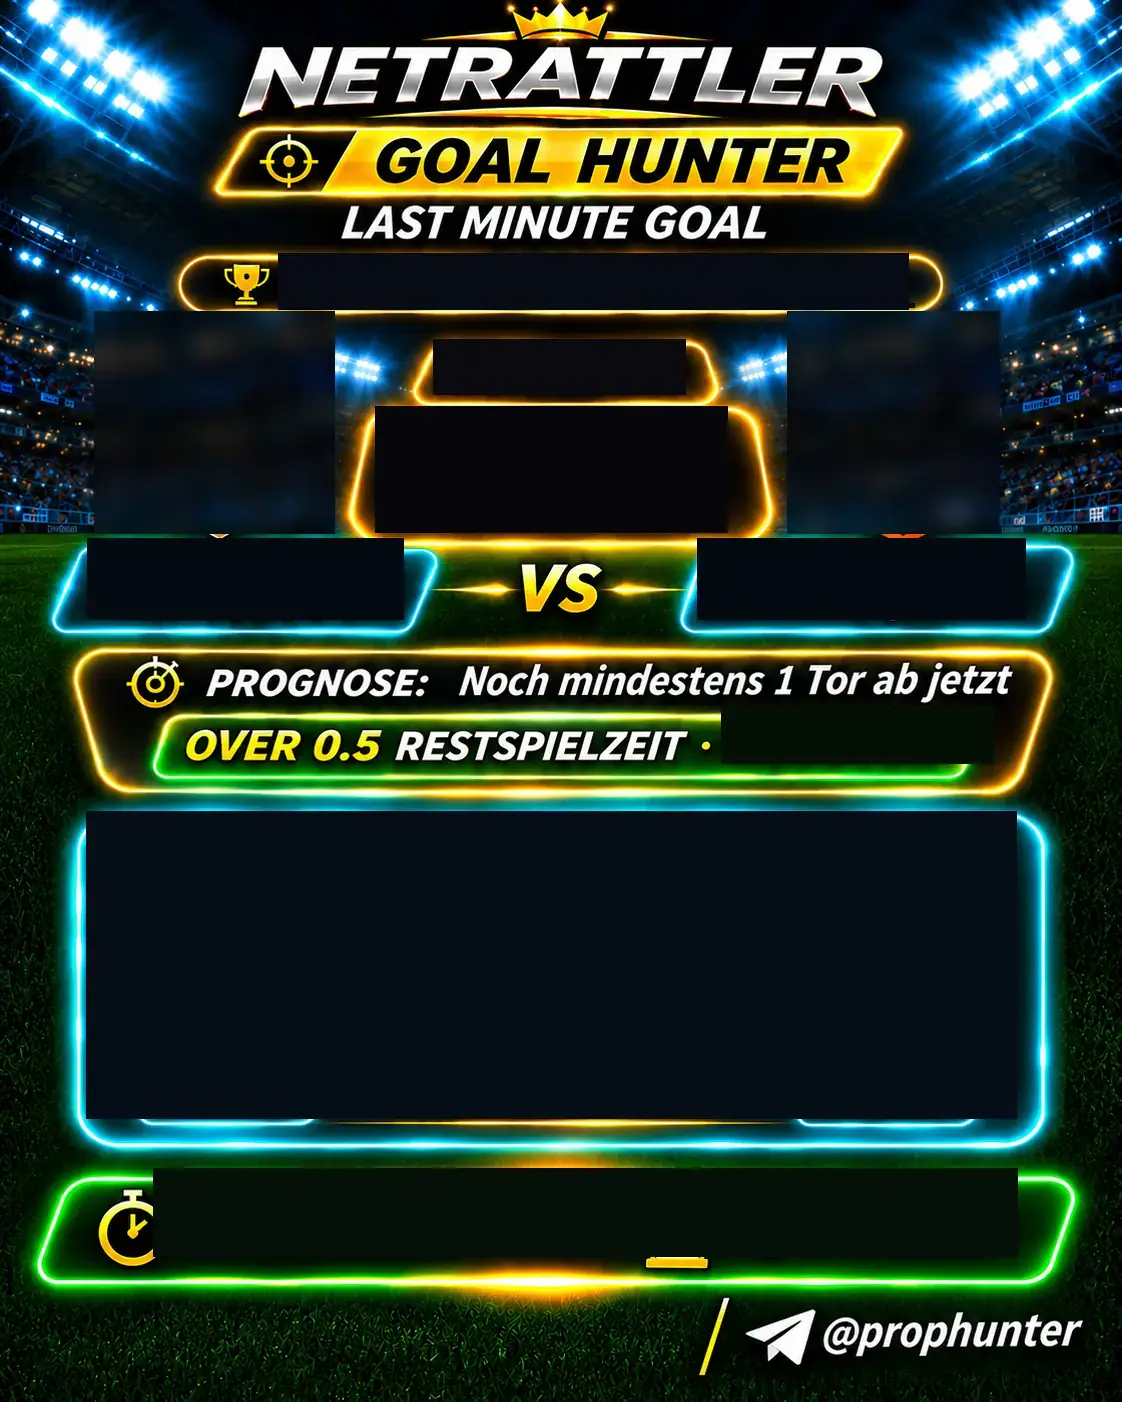 NETRATTLER
GOAL HUNTER
LAST MINUTE GOAL
VS
PROGNOSE: Noch mindestens 1 Tor ab jetzt
OVER 0.5 RESTSPIELZEIT ·
@prophunter